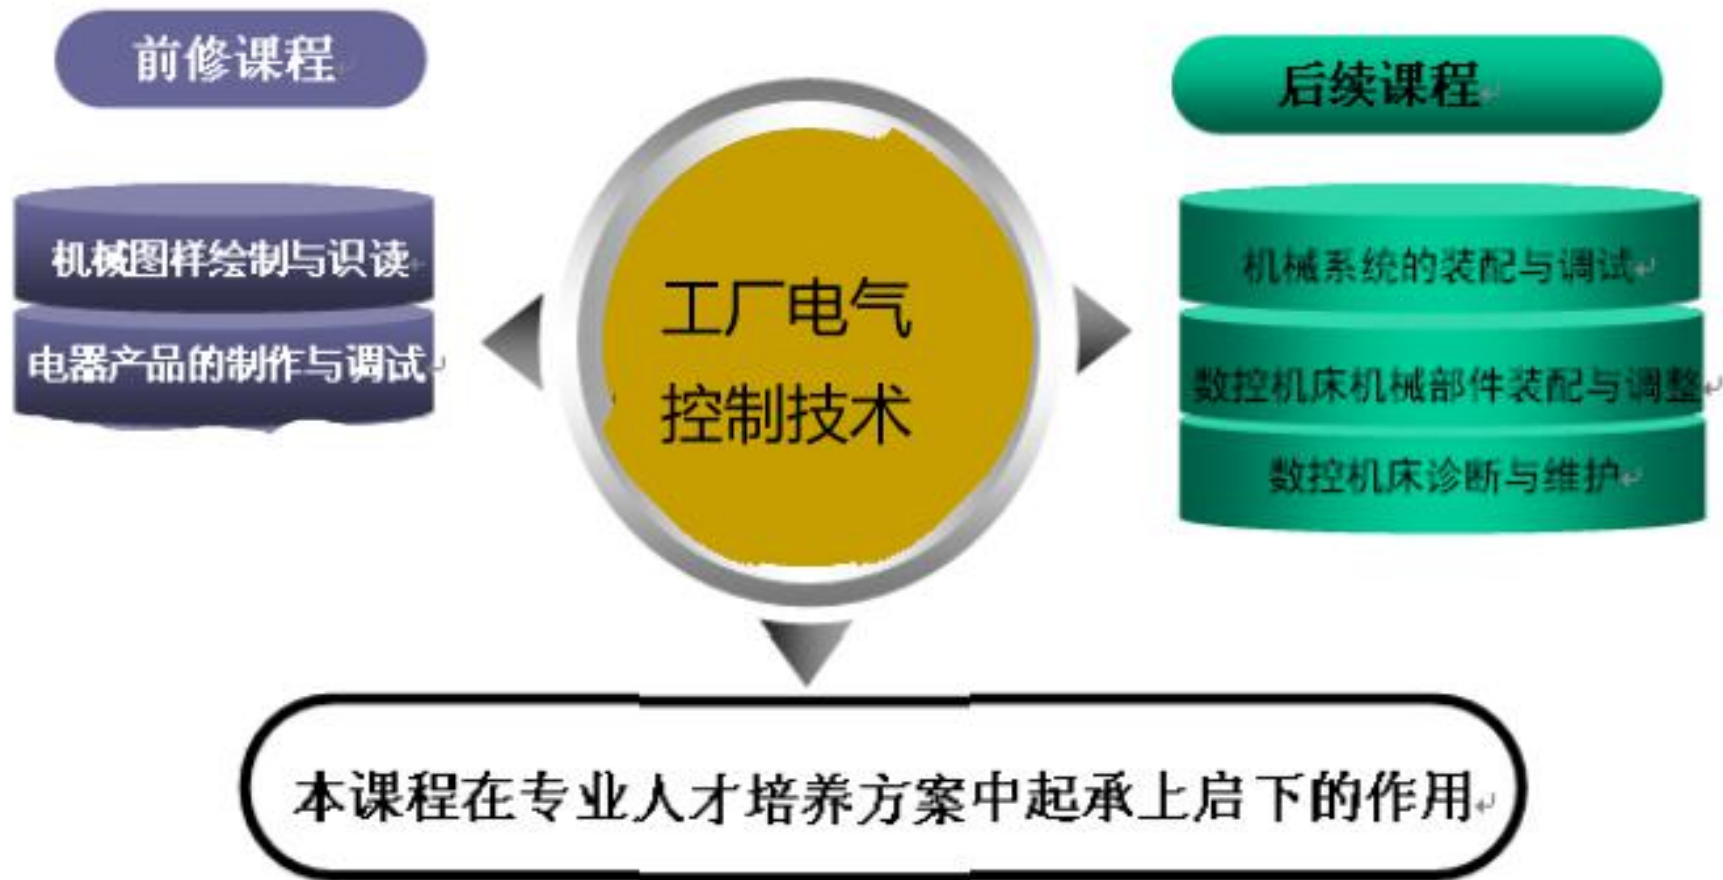 前修课程
机械图样绘制与识读
电器产品的制作与调试
工厂电气
控制技术
后续课程
机械系统的装配与调试
数控机床机械部件装配与调整
数控机床诊断与维护
本课程在专业人才培养方案中起承上启下的作用